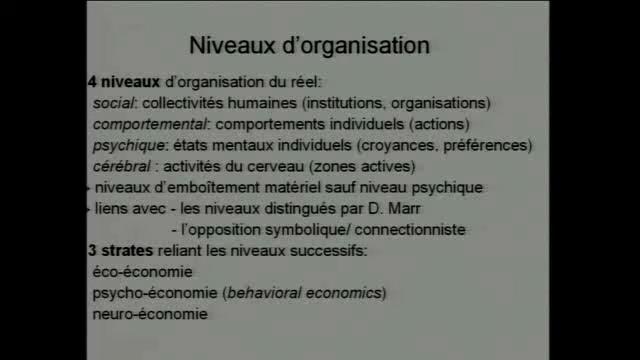 Niveaux d'organisation
4 niveaux d'organisation du réel:
social: collectivités humaines (institutions, organisations)
comportemental: comportements individuels (actions)
psychique: états mentaux individuels (croyances, préférences)
cérébral : activités du cerveau (zones actives)
niveaux d'emboîtement matériel sauf niveau psychique
liens avec - les niveaux distingués par D. Marr
- l'opposition symbolique/ connectionniste
3 strates reliant les niveaux successifs:
éco-économie
psycho-économie (behavioral economics)
neuro-économie